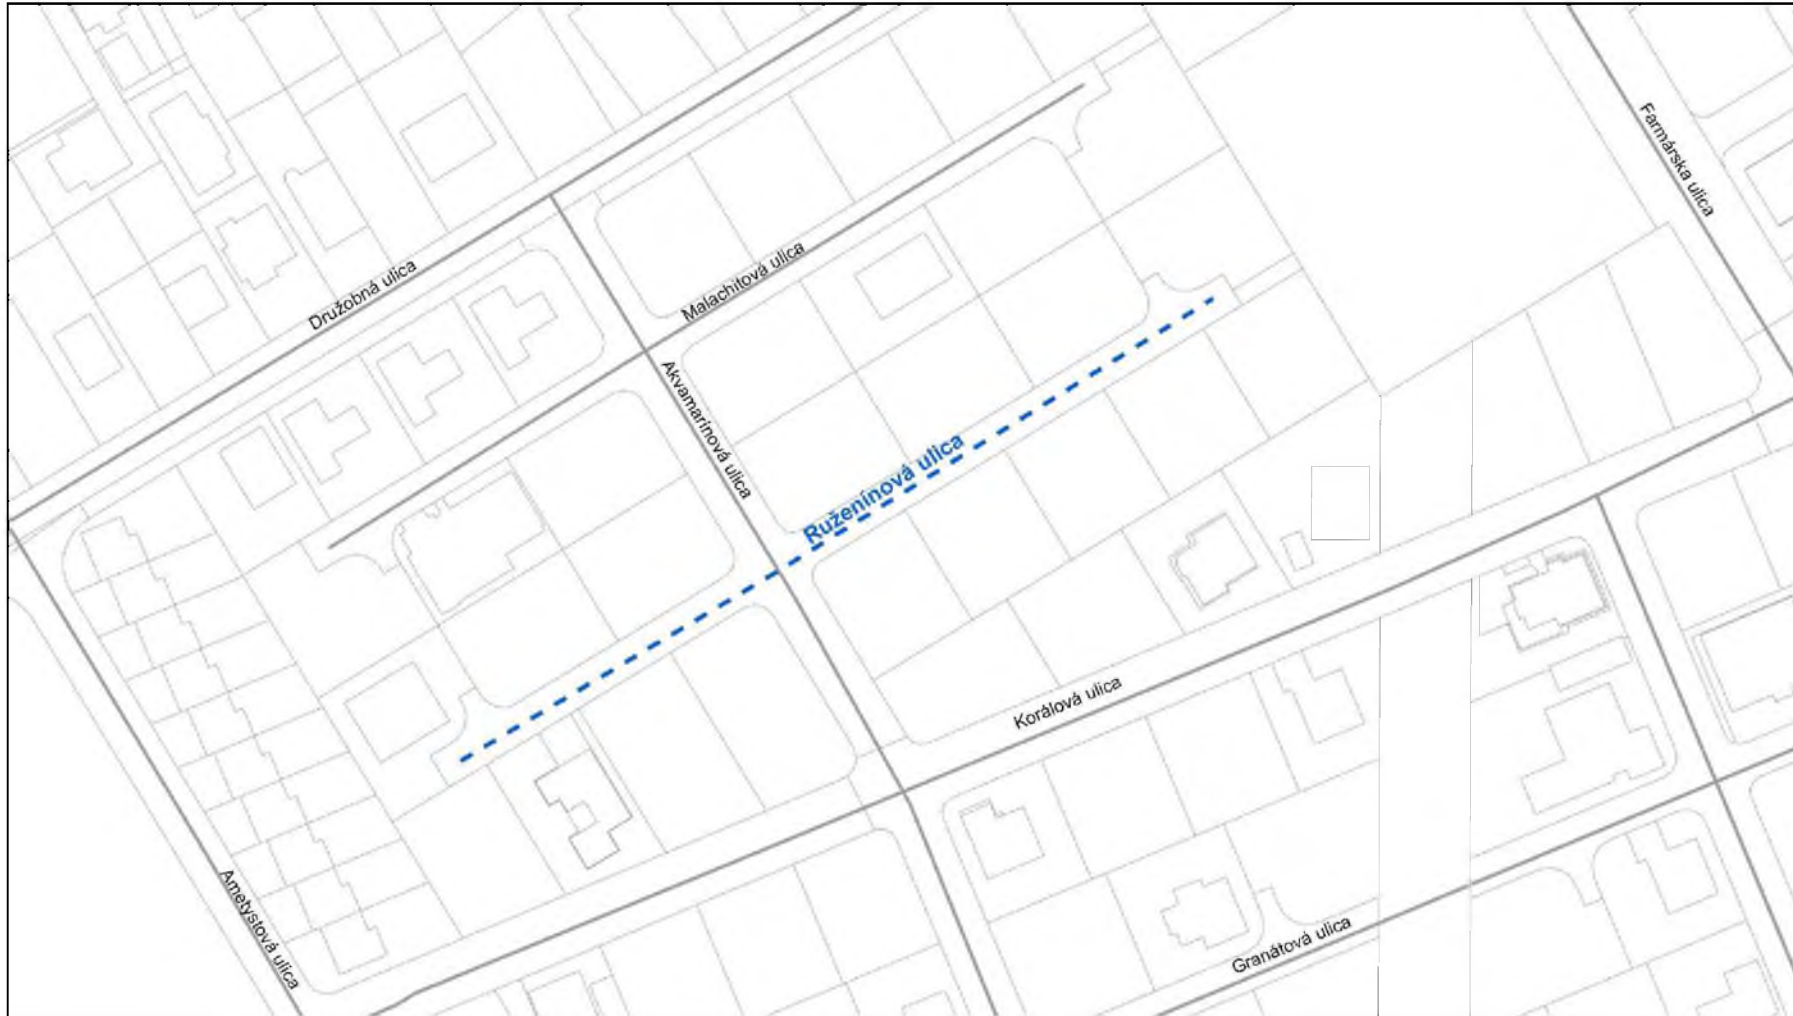 Farmárska ulica
Družobná ulica
Malachitová ulica
Akvamarínová ulica
Ruženínová ulica
Korálová ulica
Ametystová ulica
Granátová ulica